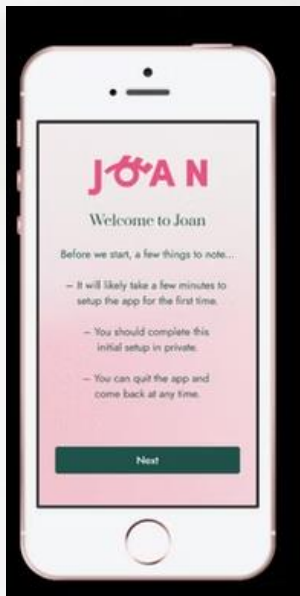 JOAN
Welcome to Joan
Before we start, a few things to note...
– It will likely take a few minutes to
setup the app for the first time.
– You should complete this
initial setup in private.
– You can quit the app and
come back at any time.
Next